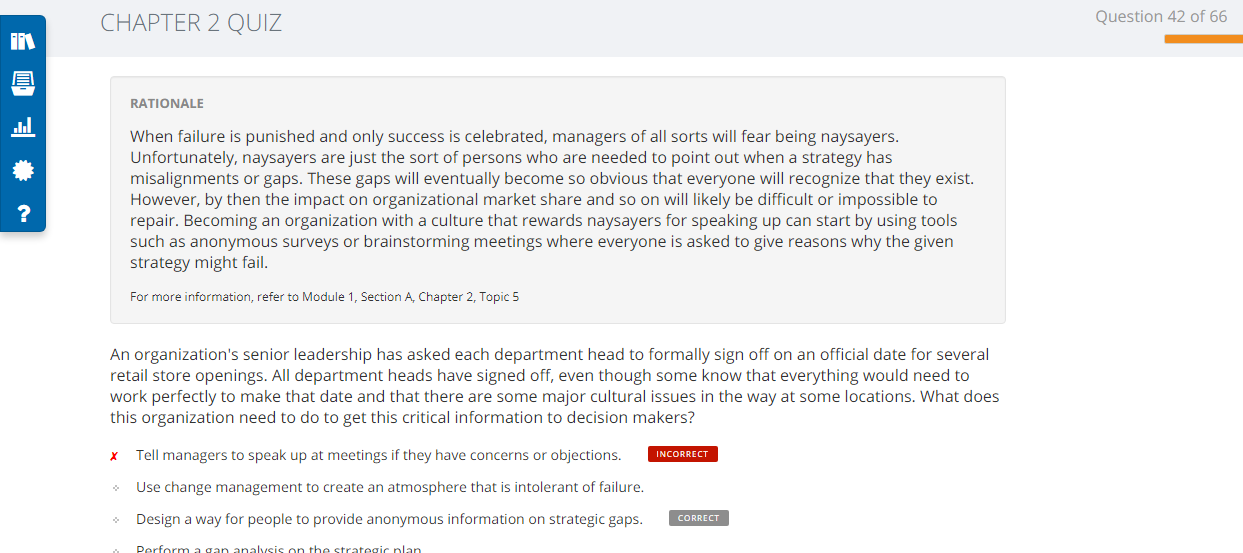 CHAPTER 2 QUIZ
Question 42 of 66
RATIONALE
When failure is punished and only success is celebrated, managers of all sorts will fear being naysayers.
Unfortunately, naysayers are just the sort of persons who are needed to point out when a strategy has
misalignments or gaps. These gaps will eventually become so obvious that everyone will recognize that they exist.
However, by then the impact on organizational market share and so on will likely be difficult or impossible to
repair. Becoming an organization with a culture that rewards naysayers for speaking up can start by using tools
such as anonymous surveys or brainstorming meetings where everyone is asked to give reasons why the given
strategy might fail.
For more information, refer to Module 1, Section A, Chapter 2, Topic 5
An organization's senior leadership has asked each department head to formally sign off on an official date for several
retail store openings. All department heads have signed off, even though some know that everything would need to
work perfectly to make that date and that there are some major cultural issues in the way at some locations. What does
this organization need to do to get this critical information to decision makers?
✗ Tell managers to speak up at meetings if they have concerns or objections. INCORRECT
Use change management to create an atmosphere that is intolerant of failure.
Design a way for people to provide anonymous information on strategic gaps. CORRECT
Perform a gap analysis on the strategic plan.
?